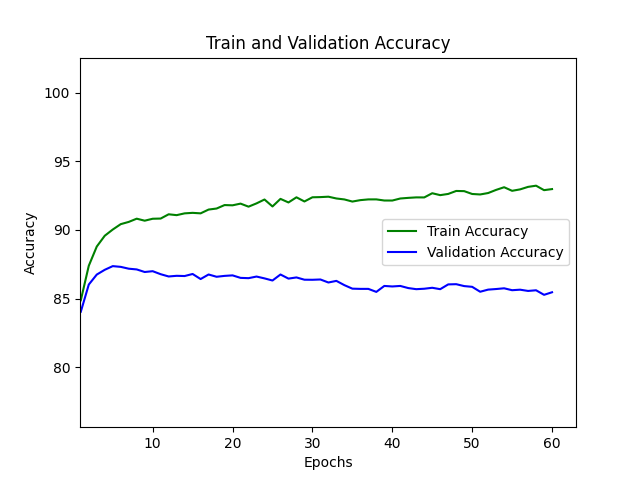 Train and Validation Accuracy
100
95
90
85
80
Accuracy
Train Accuracy
Validation Accuracy
10 20 30 40 50 60
Epochs